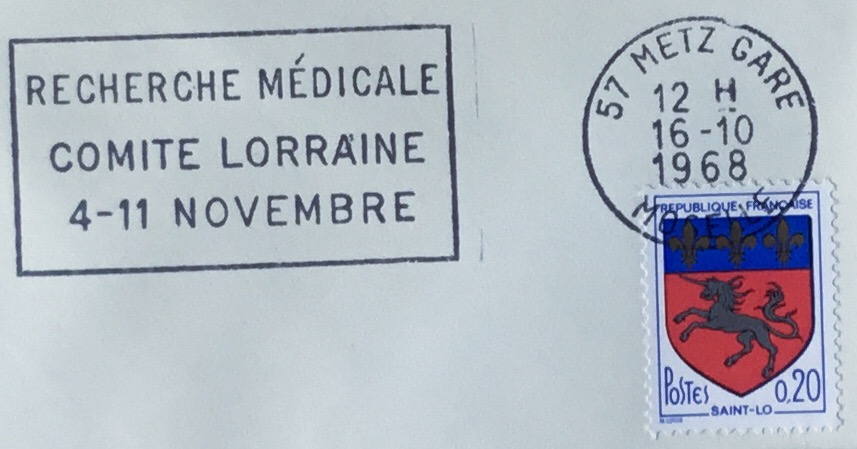 RECHERCHE MÉDICALE
COMITE LORRAINE
4-11 NOVEMBRE
57 METZ GARE
12 H
16-10
1968
MOSELLE
REPUBLIQUE FRANÇAISE
POSTES 0,20
SAINT-LO